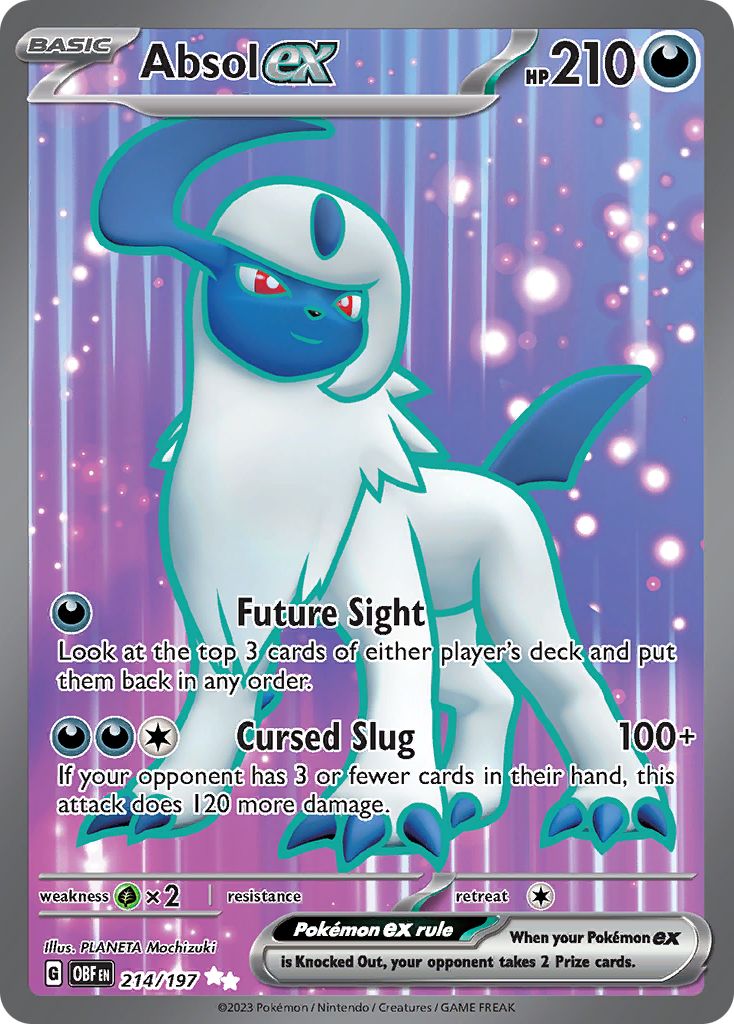 BASIC
Absol ex
HP 210
Future Sight
Look at the top 3 cards of either player's deck and put
them back in any order.
Cursed Slug 100+
If your opponent has 3 or fewer cards in their hand, this
attack does 120 more damage.
weakness ×2 resistance retreat
Illus. PLANETA Mochizuki
Pokémon ex rule When your Pokémon ex
is Knocked Out, your opponent takes 2 Prize cards.
G OBF EN 214/197
©2023 Pokémon / Nintendo / Creatures / GAME FREAK